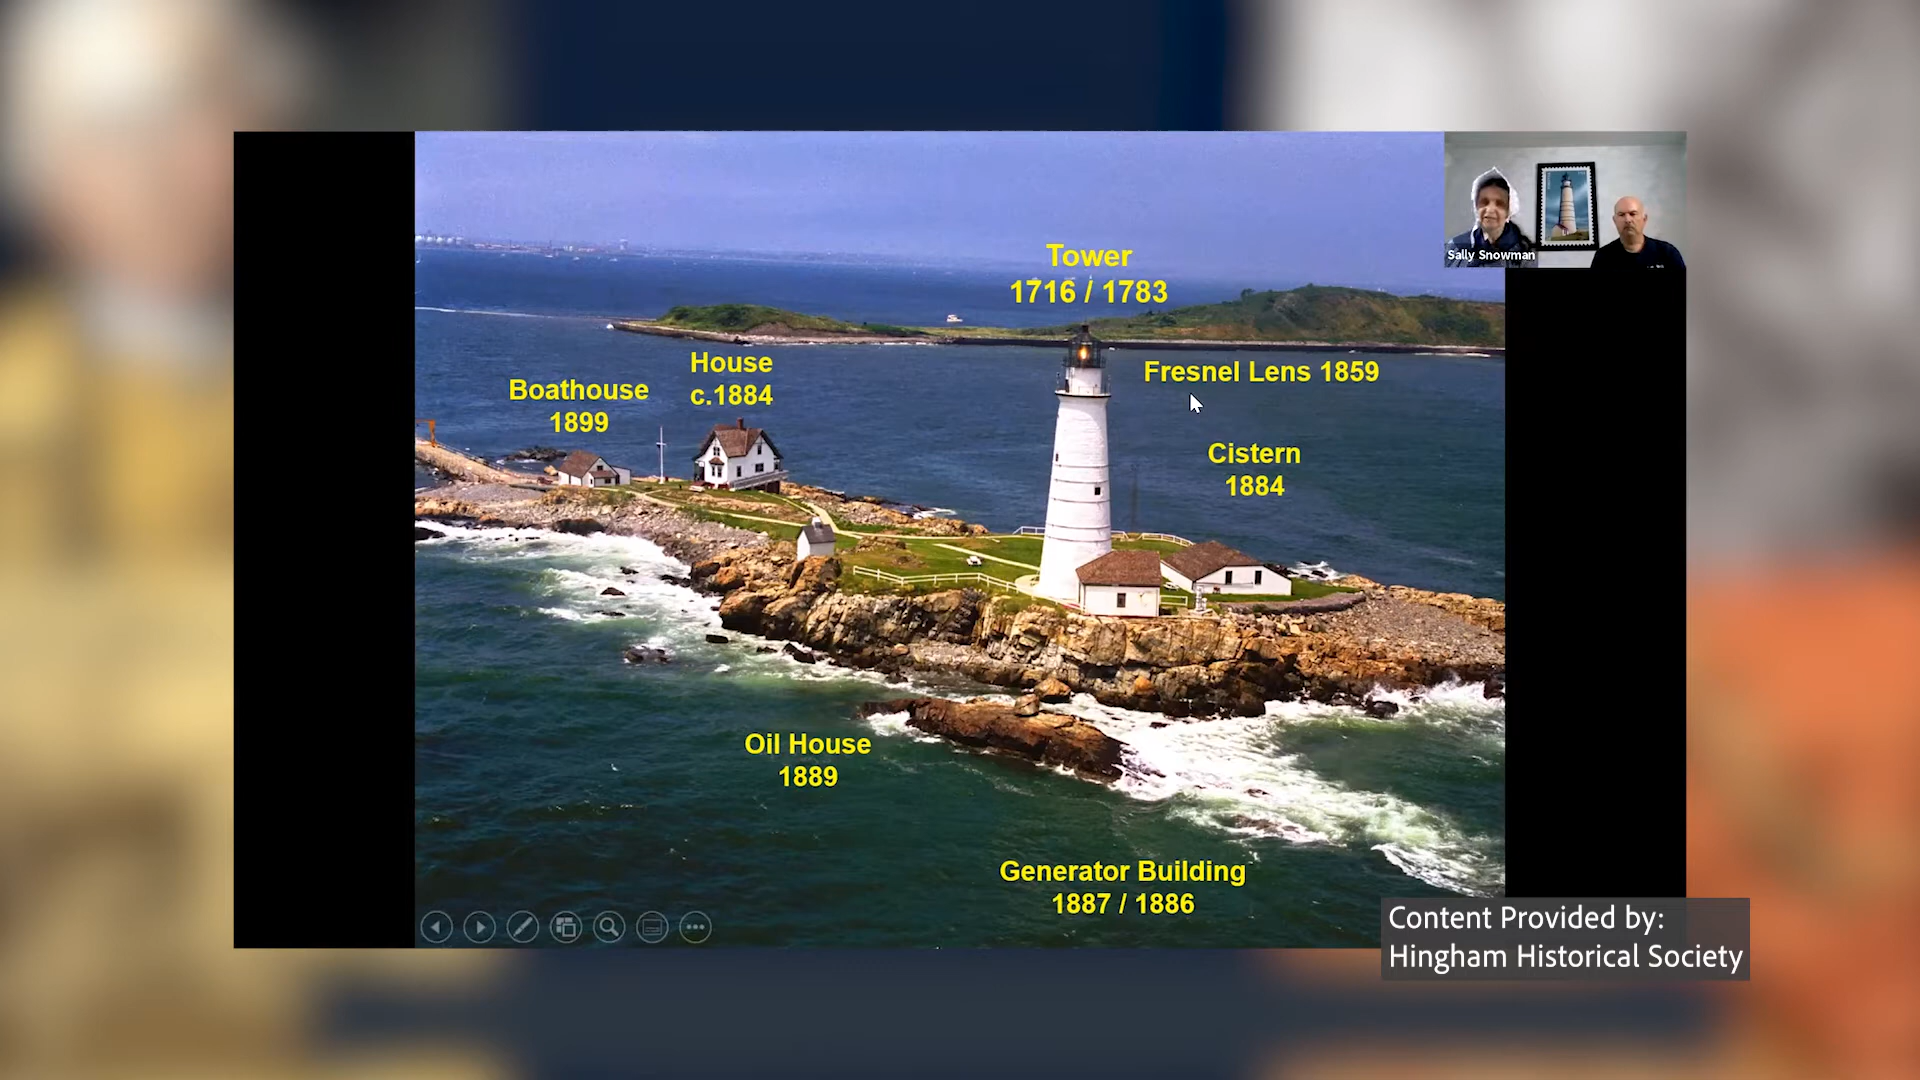 Sally Snowman
Tower
1716 / 1783
House
c.1884
Fresnel Lens 1859
Boathouse
1899
Cistern
1884
Oil House
1889
Generator Building
1887 / 1886
Content Provided by:
Hingham Historical Society